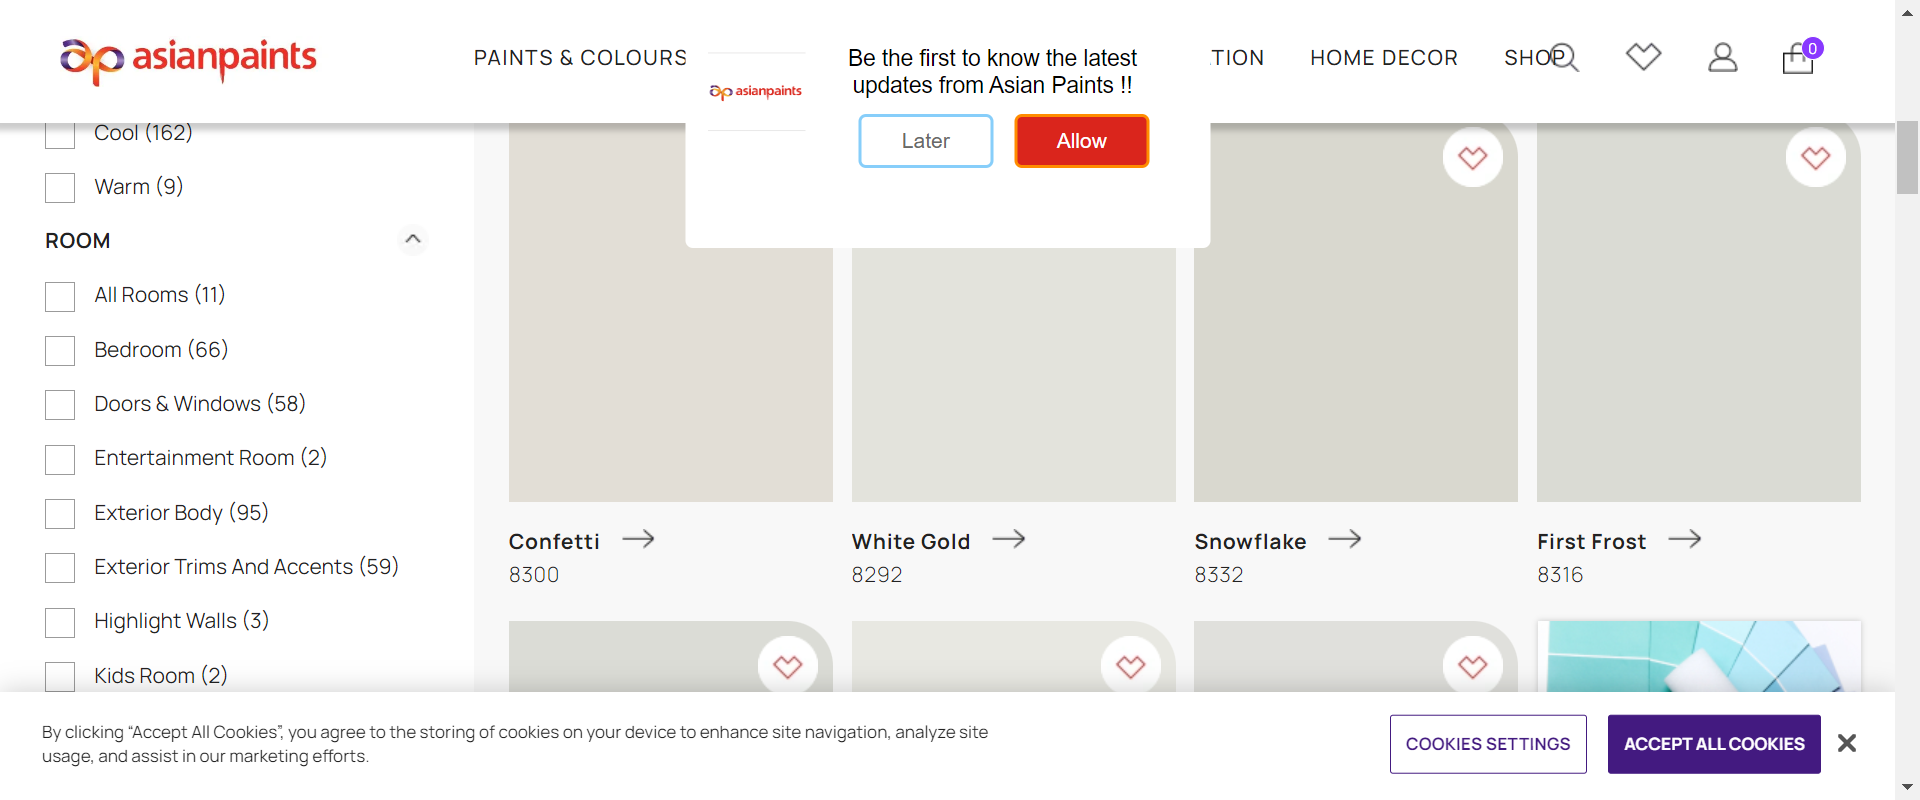 asianpaints
PAINTS & COLOURS
TION
HOME DECOR
SHOP
0
asianpaints
Be the first to know the latest
updates from Asian Paints !!
Later
Allow
Cool (162)
Warm (9)
ROOM
All Rooms (11)
Bedroom (66)
Doors & Windows (58)
Entertainment Room (2)
Exterior Body (95)
Exterior Trims And Accents (59)
Highlight Walls (3)
Kids Room (2)
Confetti
8300
White Gold
8292
Snowflake
8332
First Frost
8316
By clicking “Accept All Cookies”, you agree to the storing of cookies on your device to enhance site navigation, analyze site
usage, and assist in our marketing efforts.
COOKIES SETTINGS
ACCEPT ALL COOKIES